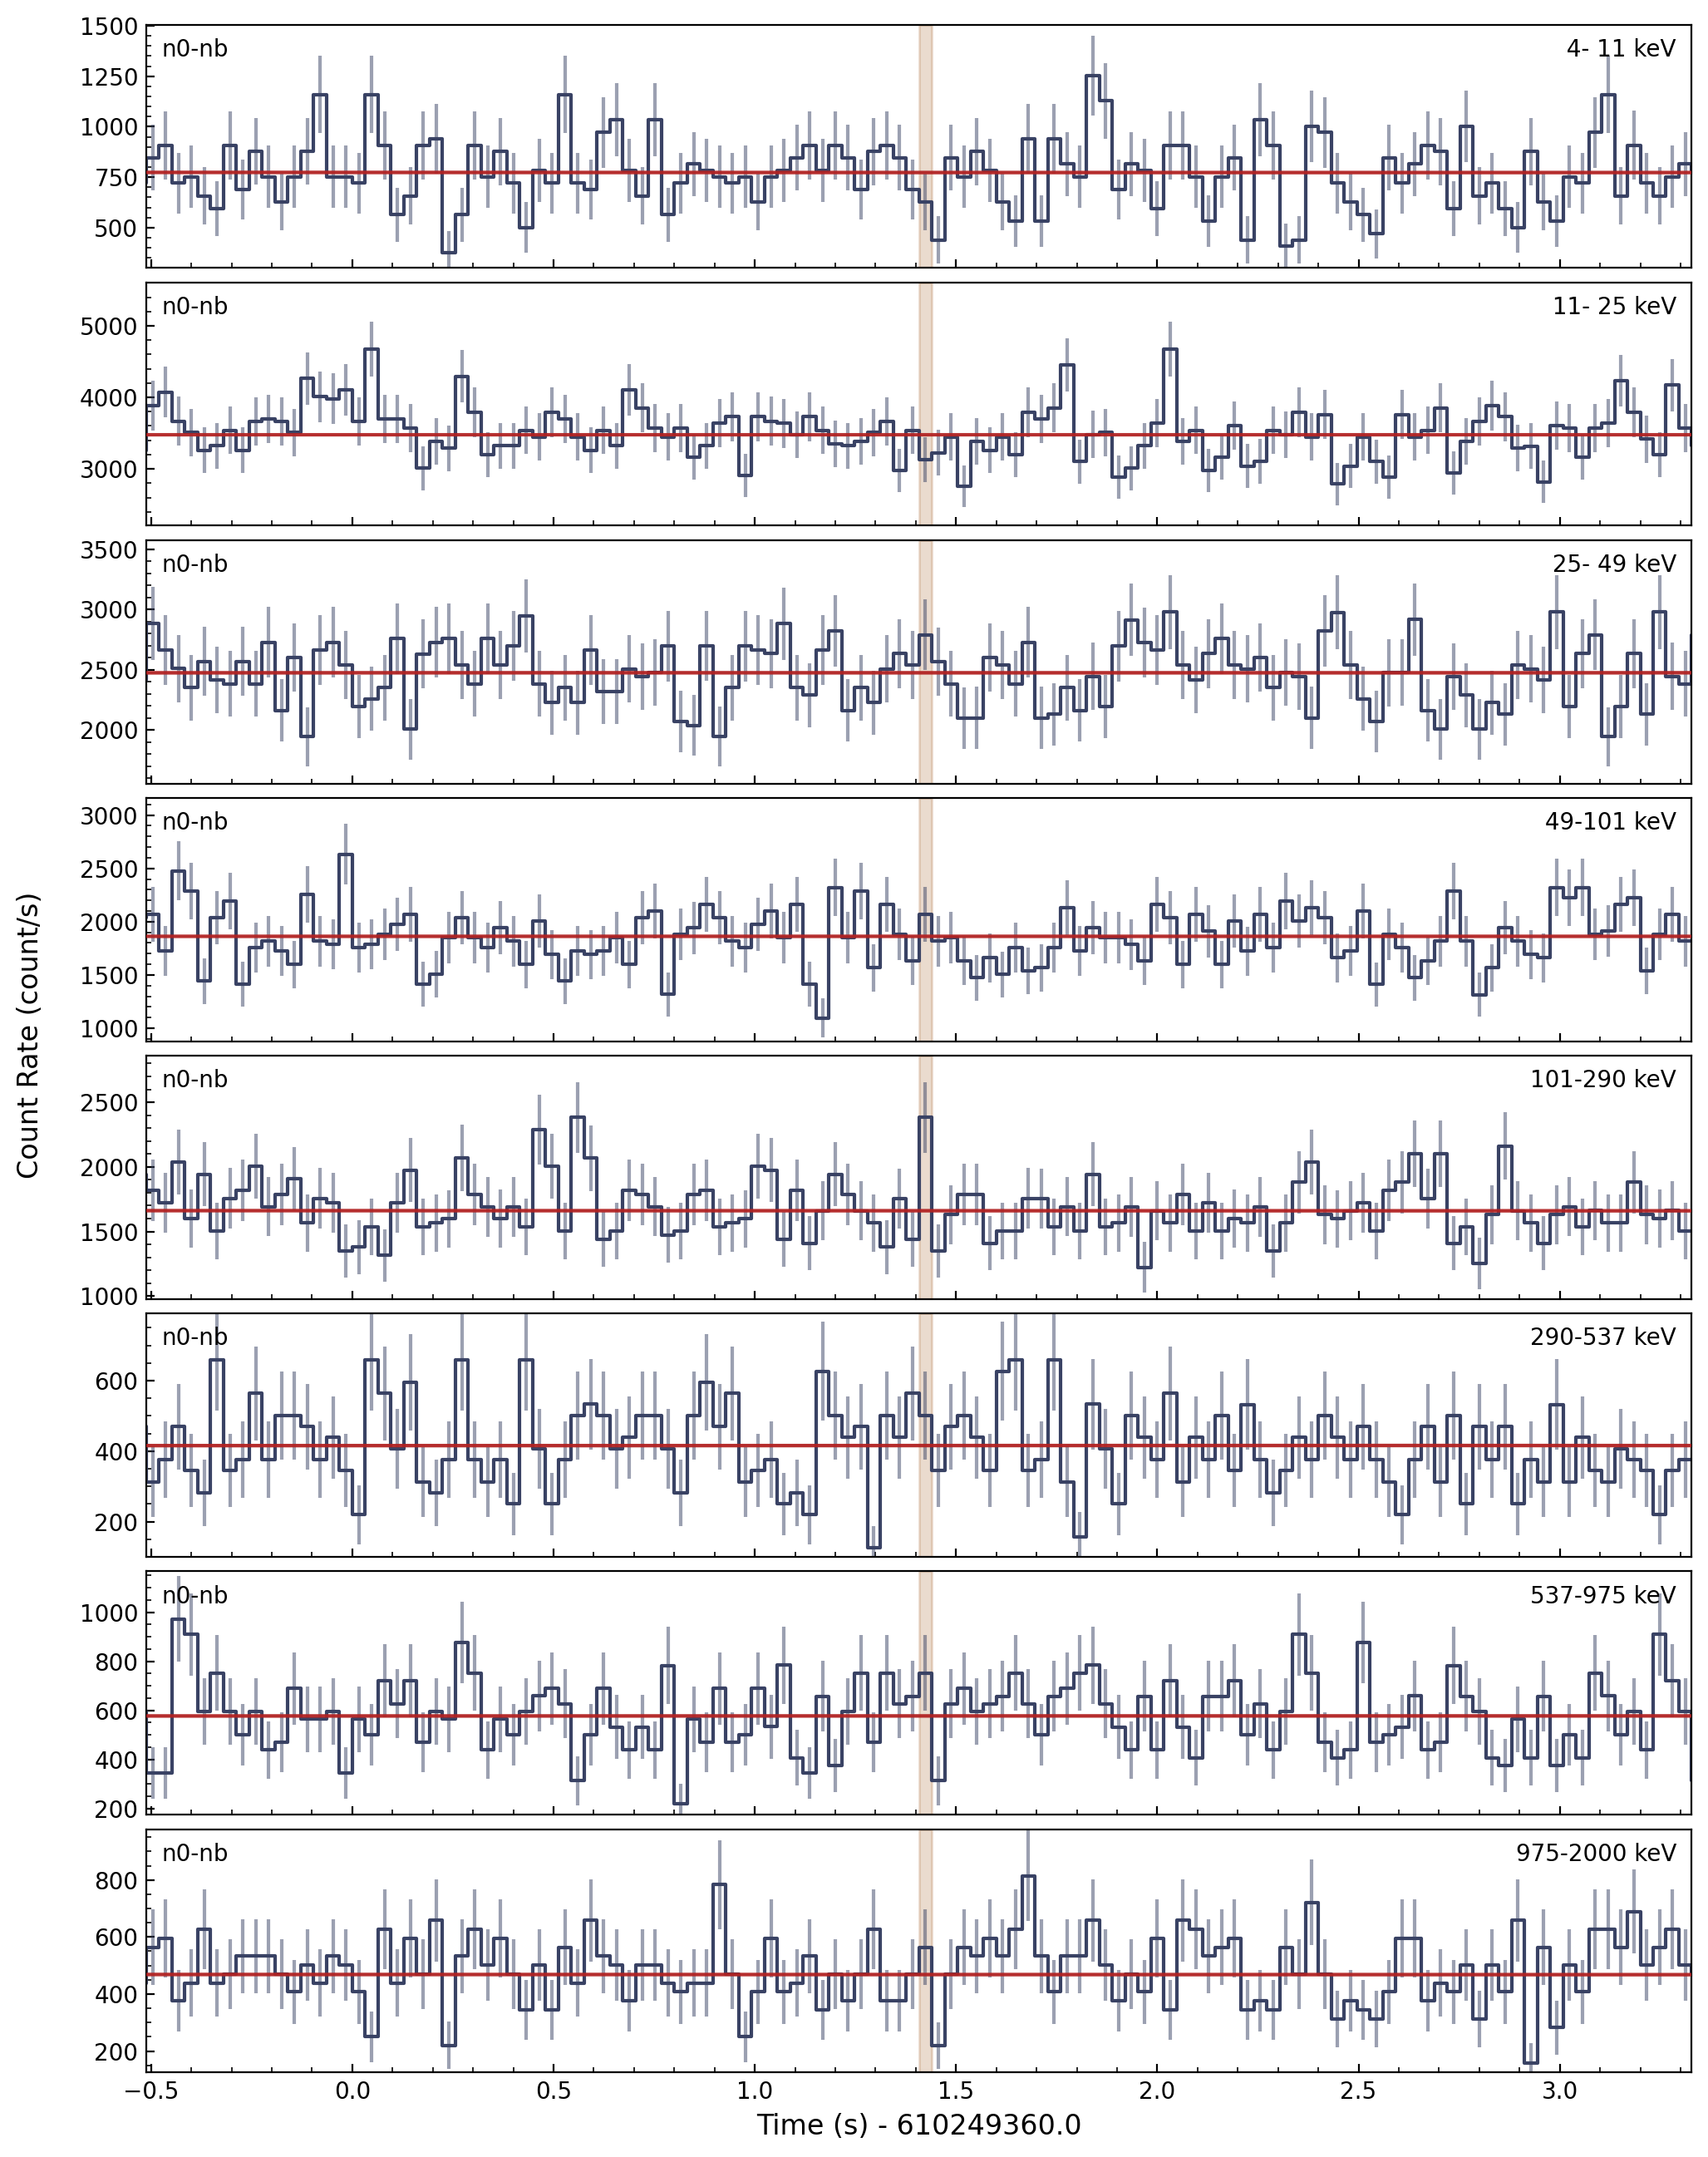 1500
n0-nb
4- 11 keV
1250
1000
750
500
n0-nb
11- 25 keV
5000
4000
3000
3500
n0-nb
25- 49 keV
3000
2500
2000
3000
n0-nb
49-101 keV
2500
2000
1500
1000
n0-nb
101-290 keV
2500
2000
1500
1000
n0-nb
290-537 keV
600
400
200
n0-nb
537-975 keV
1000
800
600
400
200
n0-nb
975-2000 keV
800
600
400
200
−0.5 0.0 0.5 1.0 1.5 2.0 2.5 3.0
Time (s) - 610249360.0
Count Rate (count/s)